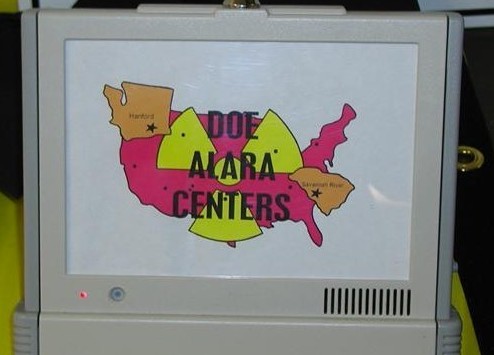 DOE
Hanford
ALARA
Savannah River
CENTERS